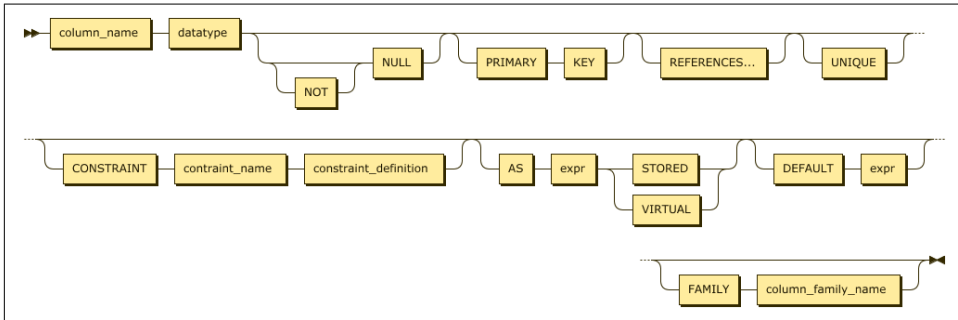 column_name datatype NULL PRIMARY KEY REFERENCES... UNIQUE
NOT
CONSTRAINT contraint_name constraint_definition AS expr STORED DEFAULT expr
VIRTUAL
FAMILY column_family_name